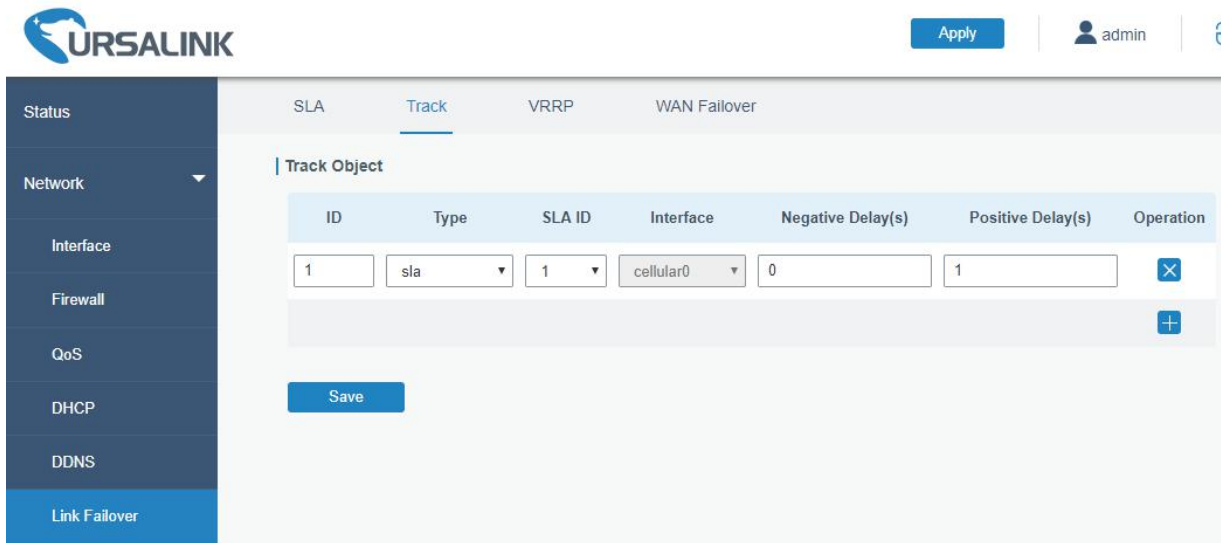 URSALINK
Apply
admin
Status
SLA
Track
VRRP
WAN Failover
Network
Track Object
ID
Type
SLA ID
Interface
Negative Delay(s)
Positive Delay(s)
Operation
1
sla
1
cellular0
0
1
Interface
Firewall
QoS
DHCP
DDNS
Link Failover
Save